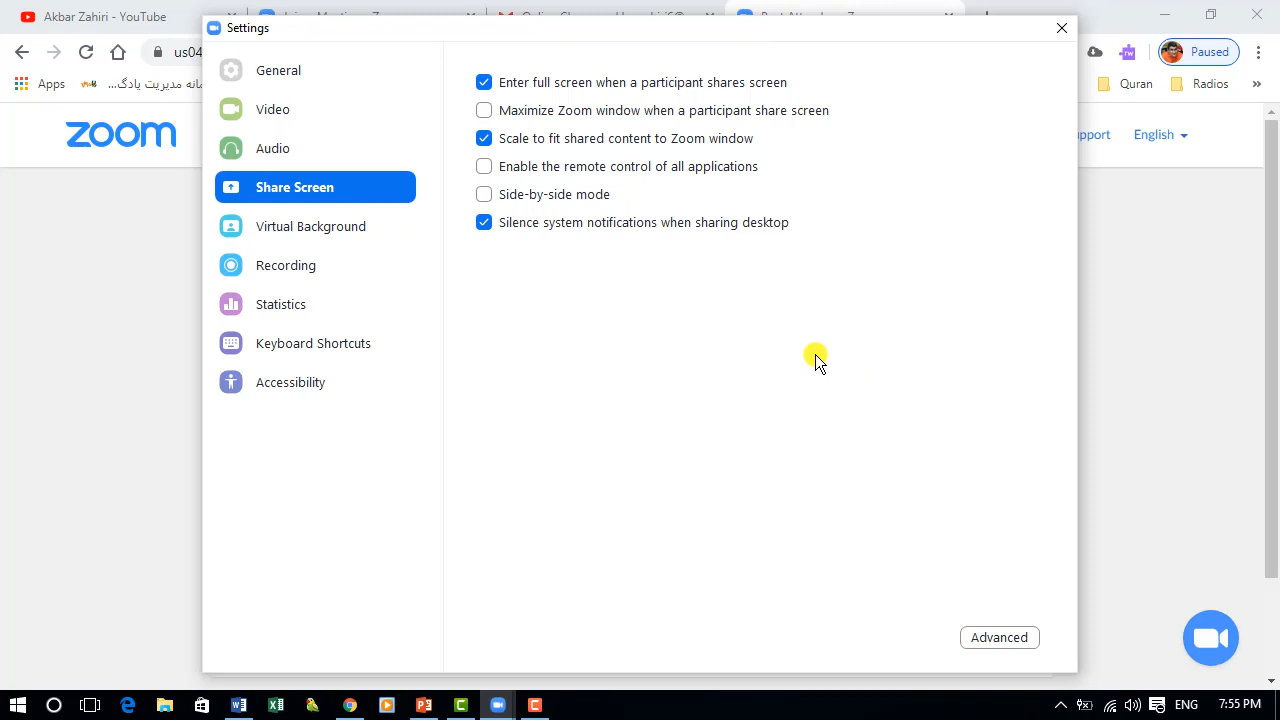 Akbar Zahiri - YouTube
Settings
us04
Paused
Apps
سامانه مدیریت یادگ...
Quran
Radios
zoom
upport
English
General
Video
Audio
Share Screen
Virtual Background
Recording
Statistics
Keyboard Shortcuts
Accessibility
Enter full screen when a participant shares screen
Maximize Zoom window when a participant share screen
Scale to fit shared content to Zoom window
Enable the remote control of all applications
Side-by-side mode
Silence system notifications when sharing desktop
Advanced
ENG
7:55 PM